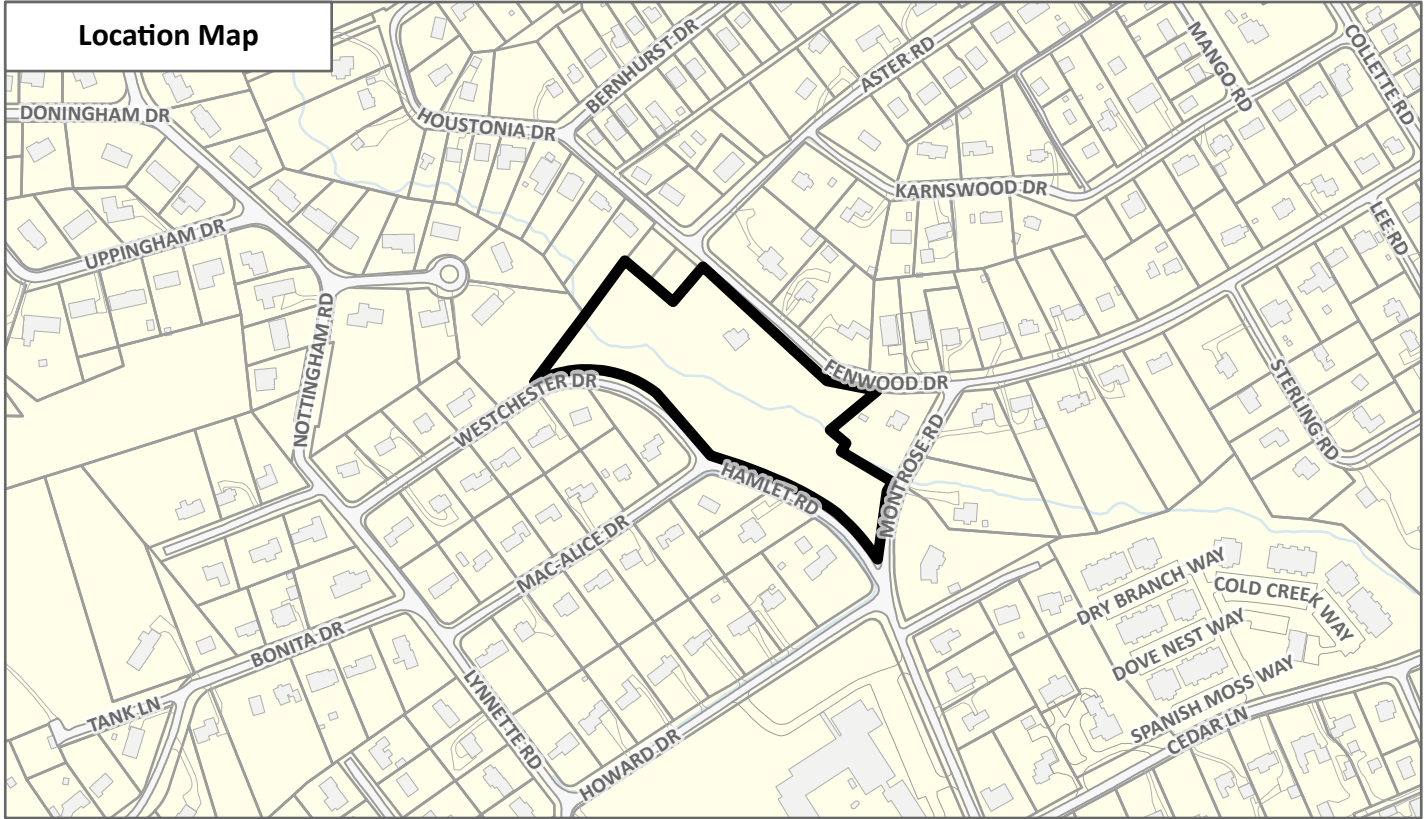 Location Map
DONINGHAM DR
HOUSTONIA DR
BERNHURST DR
ASTER RD
MANGO RD
COLLETTE RD
KARNSWOOD DR
UPPINGHAM DR
LEE RD
NOTTINGHAM RD
WESTCHESTER DR
FENWOOD DR
STERLING RD
MONTROSE RD
HAMLET RD
MAC-ALICE DR
DRY BRANCH WAY
COLD CREEK WAY
DOVE NEST WAY
SPANISH MOSS WAY
CEDAR LN
BONITA DR
TANK LN
LYNNETTE RD
HOWARD DR